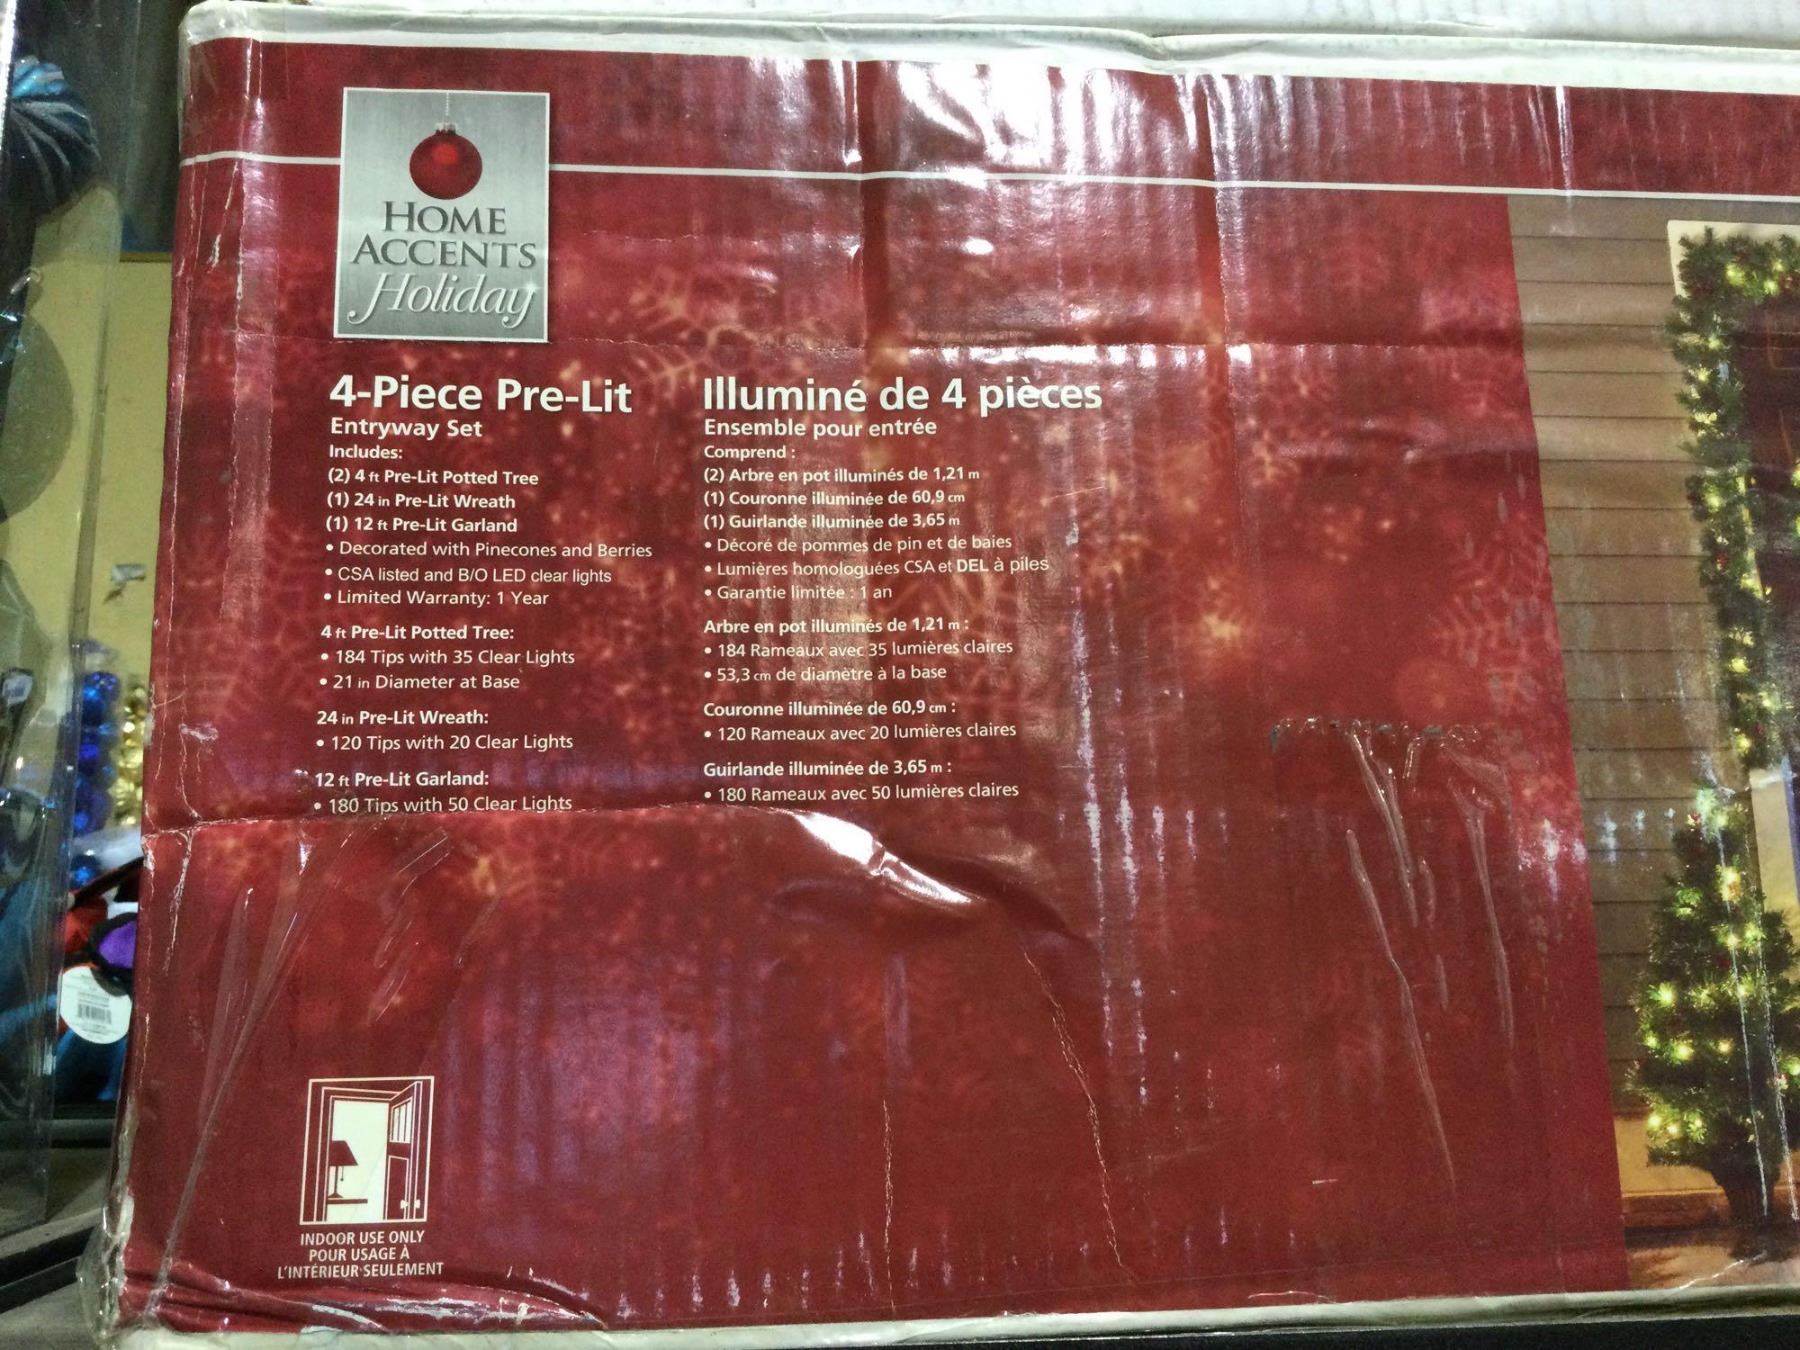 HOME
ACCENTS
Holiday
4-Piece Pre-Lit
Entryway Set
Includes:
(2) 4 ft Pre-Lit Potted Tree
(1) 24 in Pre-Lit Wreath
(1) 12 ft Pre-Lit Garland
• Decorated with Pinecones and Berries
• CSA listed and B/O LED clear lights
• Limited Warranty: 1 Year
4 ft Pre-Lit Potted Tree:
• 184 Tips with 35 Clear Lights
• 21 in Diameter at Base
24 in Pre-Lit Wreath:
• 120 Tips with 20 Clear Lights
12 ft Pre-Lit Garland:
• 180 Tips with 50 Clear Lights
Illuminé de 4 pièces
Ensemble pour entrée
Comprend :
(2) Arbre en pot illuminés de 1,21 m
(1) Couronne illuminée de 60,9 cm
(1) Guirlande illuminée de 3,65 m
• Décoré de pommes de pin et de baies
• Lumières homologuées CSA et DEL à piles
• Garantie limitée : 1 an
Arbre en pot illuminés de 1,21 m :
• 184 Rameaux avec 35 lumières claires
• 53,3 cm de diamètre à la base
Couronne illuminée de 60,9 cm :
• 120 Rameaux avec 20 lumières claires
Guirlande illuminée de 3,65 m :
• 180 Rameaux avec 50 lumières claires
INDOOR USE ONLY
POUR USAGE À
L'INTÉRIEUR SEULEMENT